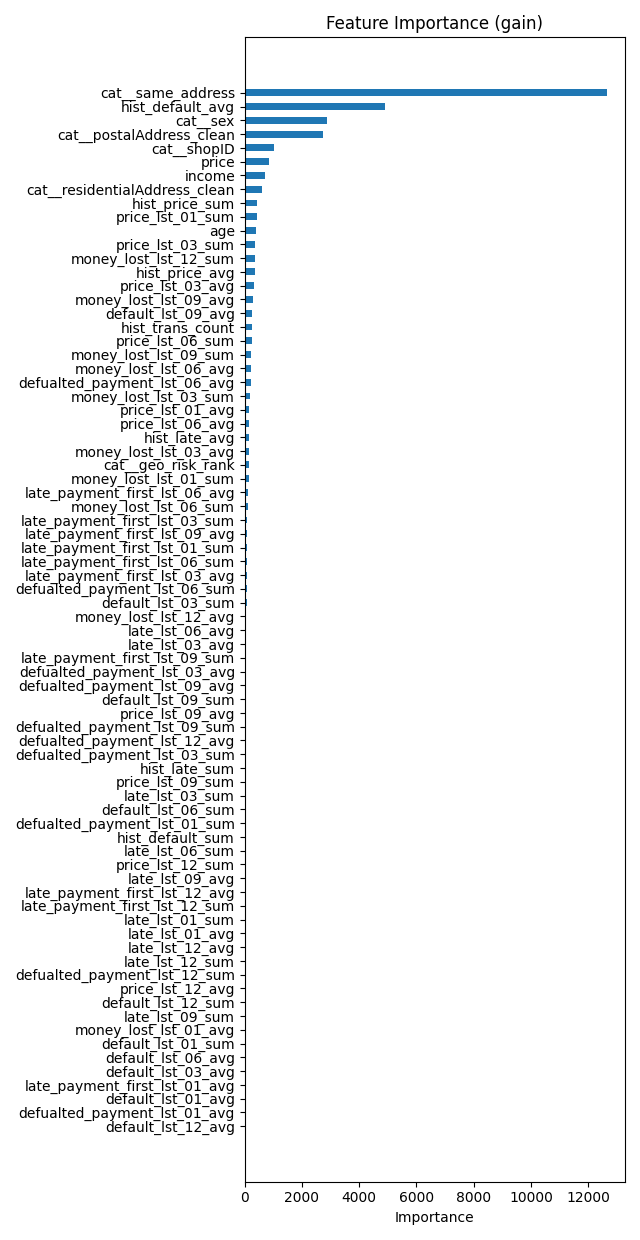 Feature Importance (gain)
cat__same_address
hist_default_avg
cat__sex
cat__postalAddress_clean
cat__shopID
price
income
cat__residentialAddress_clean
hist_price_sum
price_lst_01_sum
age
price_lst_03_sum
money_lost_lst_12_sum
hist_price_avg
price_lst_03_avg
money_lost_lst_09_avg
default_lst_09_avg
hist_trans_count
price_lst_06_sum
money_lost_lst_09_sum
money_lost_lst_06_avg
defualted_payment_lst_06_avg
money_lost_lst_03_sum
price_lst_01_avg
price_lst_06_avg
hist_late_avg
money_lost_lst_03_avg
cat__geo_risk_rank
money_lost_lst_01_sum
late_payment_first_lst_06_avg
money_lost_lst_06_sum
late_payment_first_lst_03_sum
late_payment_first_lst_09_avg
late_payment_first_lst_01_sum
late_payment_first_lst_06_sum
late_payment_first_lst_03_avg
defualted_payment_lst_06_sum
default_lst_03_sum
money_lost_lst_12_avg
late_lst_06_avg
late_lst_03_avg
late_payment_first_lst_09_sum
defualted_payment_lst_03_avg
defualted_payment_lst_09_avg
default_lst_09_sum
price_lst_09_avg
defualted_payment_lst_09_sum
defualted_payment_lst_12_avg
defualted_payment_lst_03_sum
hist_late_sum
price_lst_09_sum
late_lst_03_sum
default_lst_06_sum
defualted_payment_lst_01_sum
hist_default_sum
late_lst_06_sum
price_lst_12_sum
late_lst_09_avg
late_payment_first_lst_12_avg
late_payment_first_lst_12_sum
late_lst_01_sum
late_lst_01_avg
late_lst_12_avg
late_lst_12_sum
defualted_payment_lst_12_sum
price_lst_12_avg
default_lst_12_sum
late_lst_09_sum
money_lost_lst_01_avg
default_lst_01_sum
default_lst_06_avg
default_lst_03_avg
late_payment_first_lst_01_avg
default_lst_01_avg
defualted_payment_lst_01_avg
default_lst_12_avg
0 2000 4000 6000 8000 10000 12000
Importance